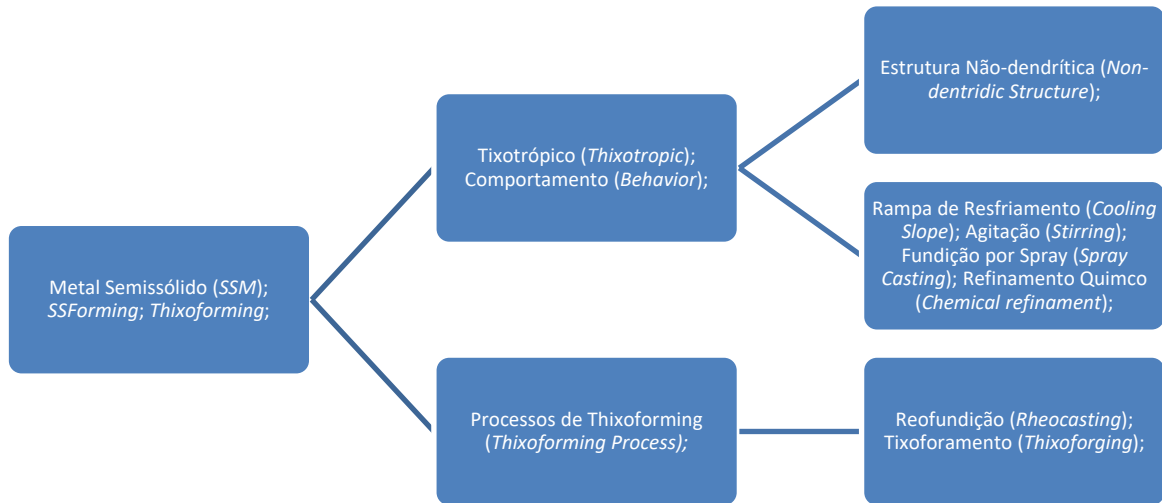 Metal Semissólido (SSM);
SSForming; Thixoforming;
Tixotrópico (Thixotropic);
Comportamento (Behavior);
Estrutura Não-dendrítica (Non-
dentridic Structure);
Rampa de Resfriamento (Cooling
Slope); Agitação (Stirring);
Fundição por Spray (Spray
Casting); Refinamento Quimco
(Chemical refinament);
Processos de Thixoforming
(Thixoforming Process);
Reofundição (Rheocasting);
Tixoforamento (Thixoforging);